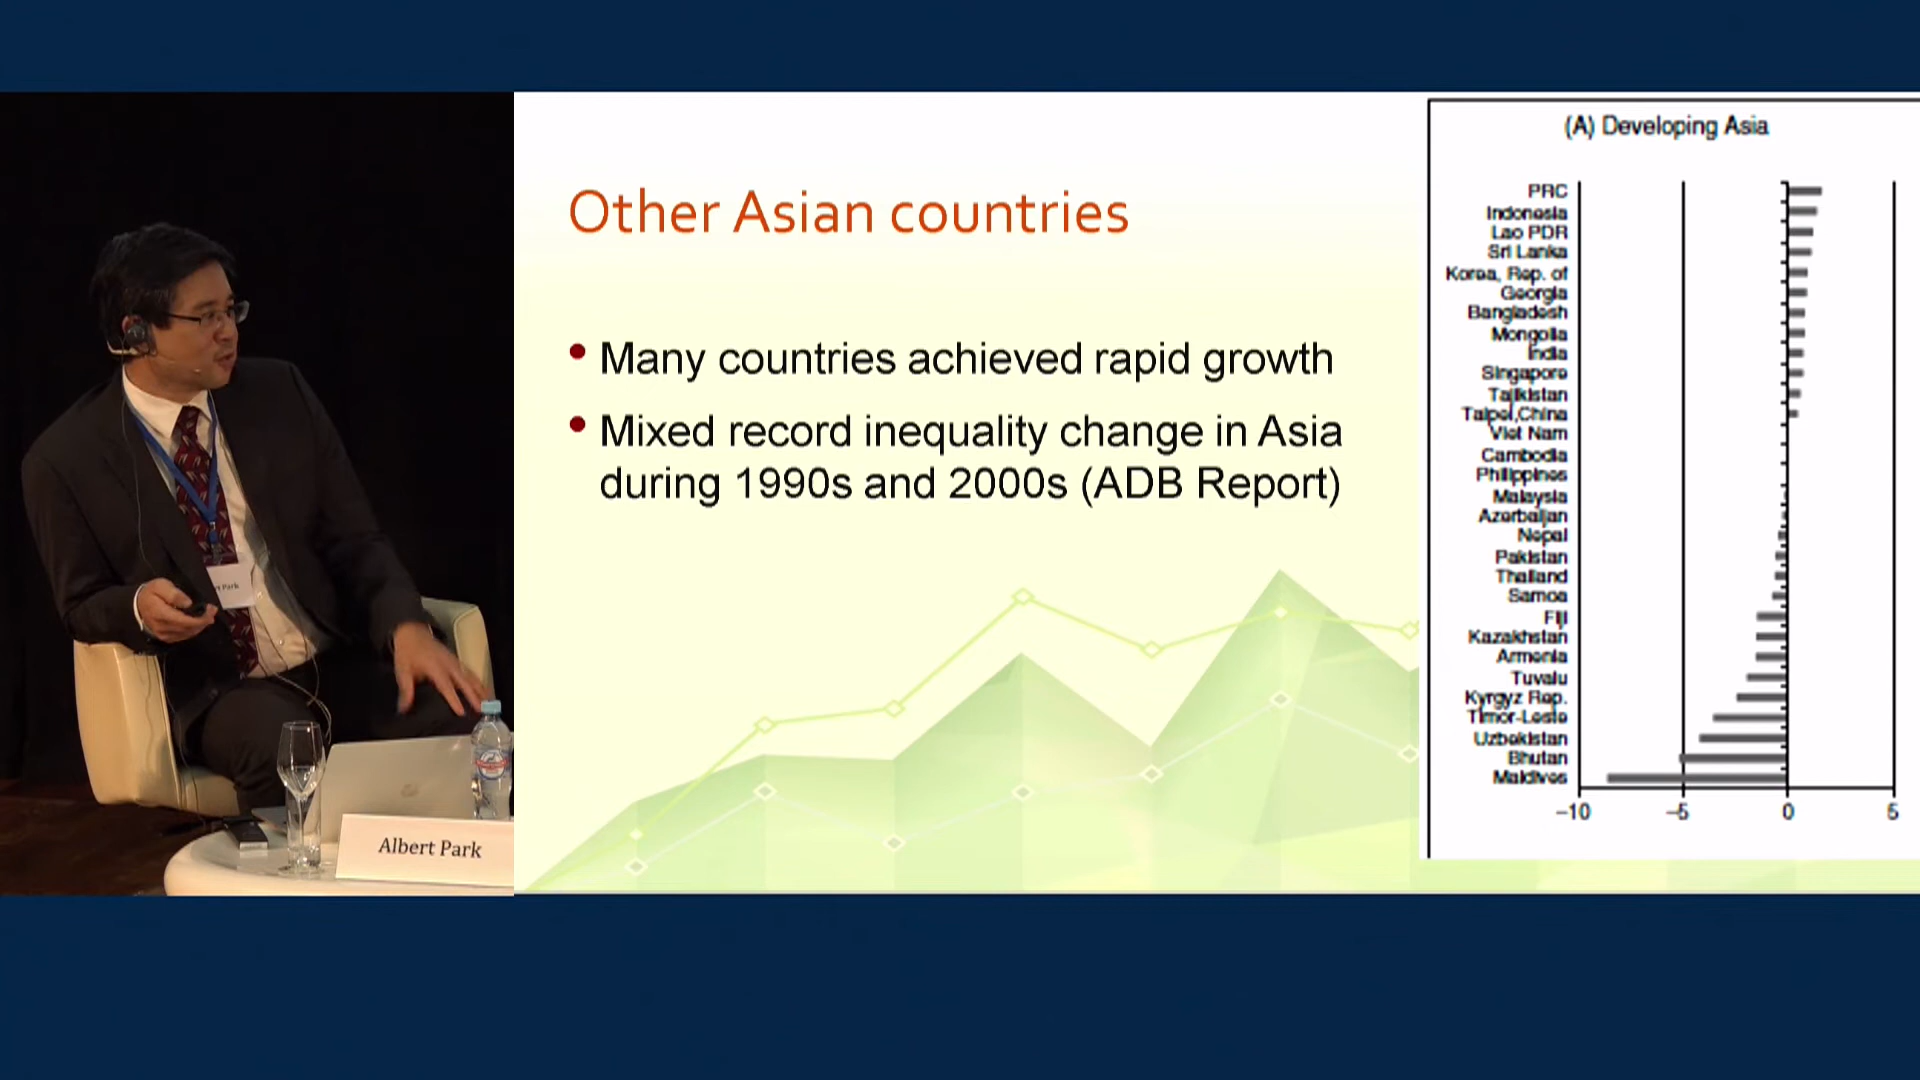 Other Asian countries
• Many countries achieved rapid growth
• Mixed record inequality change in Asia
during 1990s and 2000s (ADB Report)
(A) Developing Asia
PRC
Indonesia
Lao PDR
Sri Lanka
Korea, Rep. of
Georgia
Bangladesh
Mongolia
India
Singapore
Tajikistan
Taipei,China
Viet Nam
Cambodia
Philippines
Malaysia
Azerbaijan
Nepal
Pakistan
Thailand
Samoa
Fiji
Kazakhstan
Armenia
Tuvalu
Kyrgyz Rep.
Timor-Leste
Uzbekistan
Bhutan
Maldives
–10 –5 0 5
Park
Albert Park